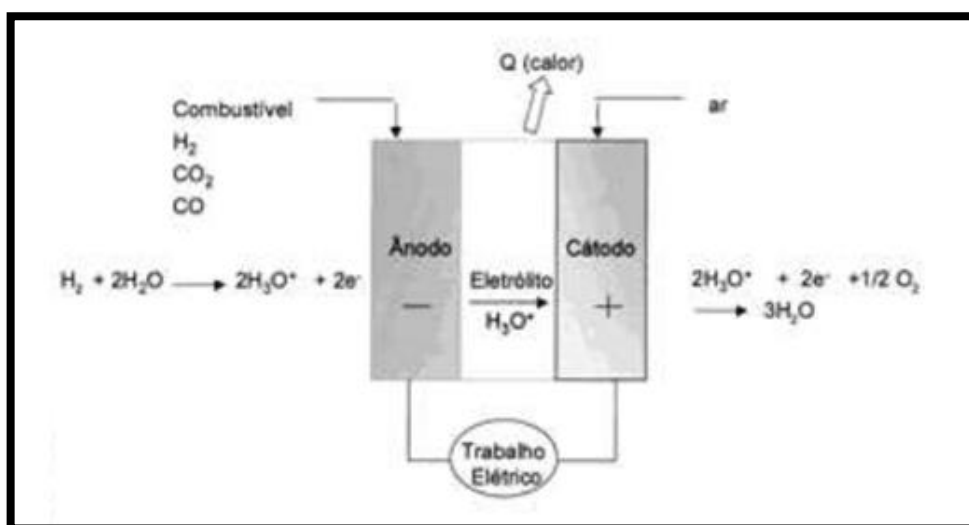 Q (calor)
Combustível
H₂
CO₂
CO
ar
Ânodo
Cátodo
H₂ + 2H₂O → 2H₃O⁺ + 2e⁻
−
Eletrólito
H₃O⁺
+
2H₃O⁺ + 2e⁻ +1/2 O₂
→ 3H₂O
Trabalho
Elétrico